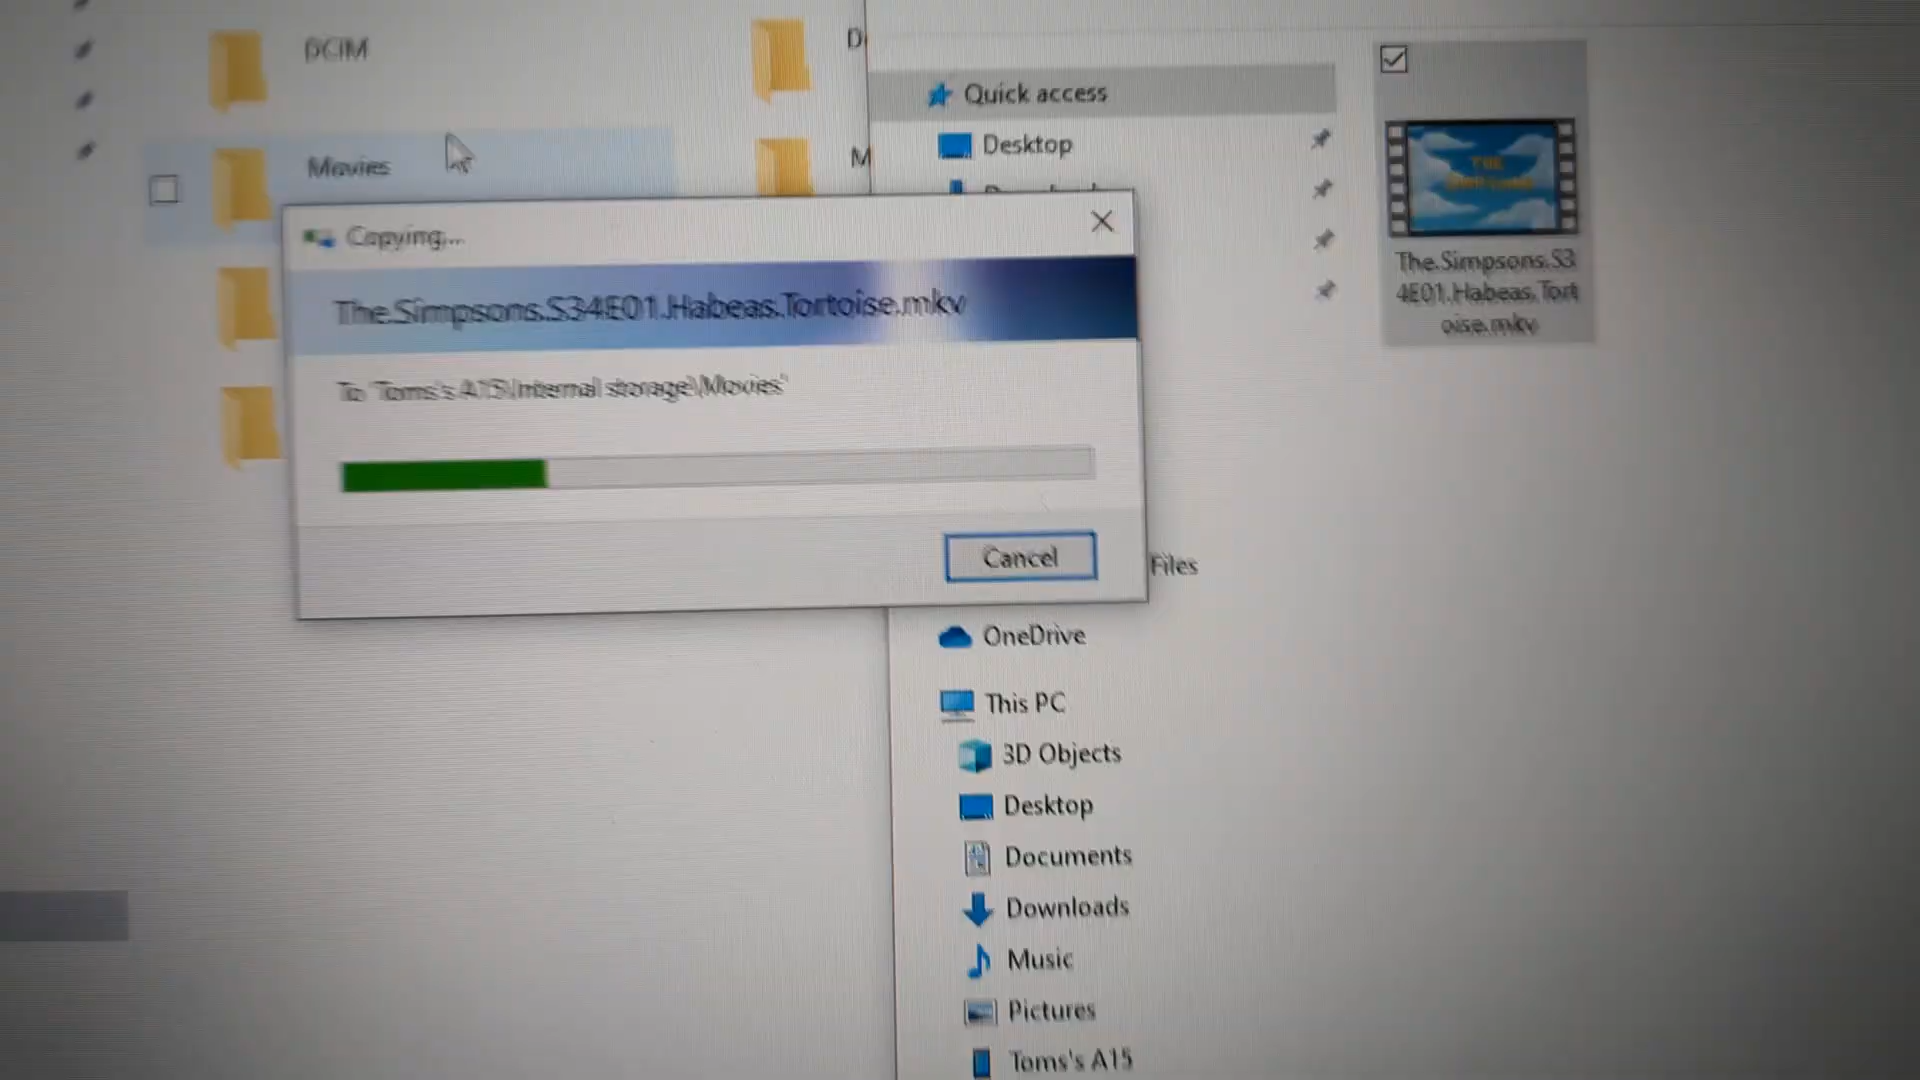 DCIM
Movies
D
M
Copying...
The.Simpsons.S34E01.Habeas.Tortoise.mkv
To 'Toms's A15\Internal storage\Movies'
Cancel
Quick access
Desktop
Files
OneDrive
This PC
3D Objects
Desktop
Documents
Downloads
Music
Pictures
Toms's A15
THE
The.Simpsons.S3
4E01.Habeas.Tort
oise.mkv